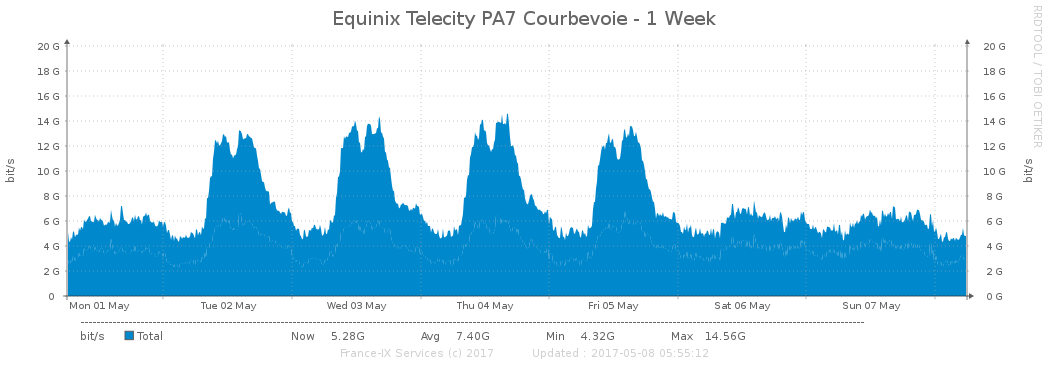 Equinix Telecity PA7 Courbevoie - 1 Week
RRDTOOL / TOBI OETIKER
20 G 20 G
18 G 18 G
16 G 16 G
14 G 14 G
12 G 12 G
10 G 10 G
8 G 8 G
6 G 6 G
4 G 4 G
2 G 2 G
0 0 G
bit/s bit/s
Mon 01 May Tue 02 May Wed 03 May Thu 04 May Fri 05 May Sat 06 May Sun 07 May
bit/s Total Now 5.28G Avg 7.40G Min 4.32G Max 14.56G
France-IX Services (c) 2017 Updated : 2017-05-08 05:55:12